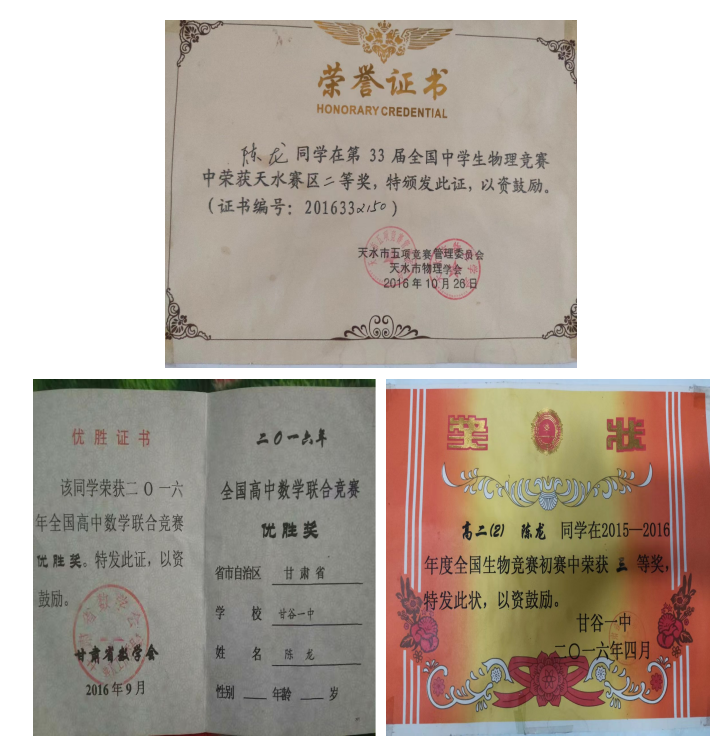 荣誉证书
HONORARY CREDENTIAL
陈龙 同学在第 33 届全国中学生物理竞赛
中荣获天水赛区二等奖，特颁发此证，以资鼓励。
（证书编号：2016332150）
天水市五项竞赛管理委员会
天水市物理学会
2016 年 10 月 26 日
优胜证书
该同学荣获二〇一六
年全国高中数学联合竞赛
优胜奖。特发此证，以资
鼓励。
甘肃省数学会
2016 年 9 月
二〇一六年
全国高中数学联合竞赛
优胜奖
省市自治区 甘肃省
学 校 甘谷一中
姓 名 陈 龙
性别 年龄 岁
奖 状
高二(2) 陈龙 同学在2015—2016
年度全国生物竞赛初赛中荣获 三 等奖，
特发此状，以资鼓励。
甘谷一中
二〇一六年四月